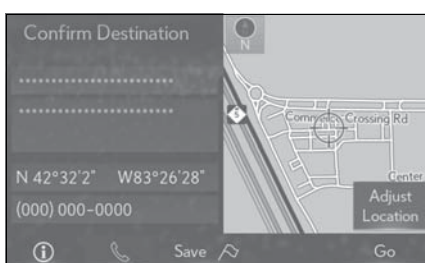 Confirm Destination
************************
************************
N 42°32'2" W83°26'28"
(000) 000-0000
Save
Go
N
5
Commerce Crossing Rd
Center
Adjust
Location